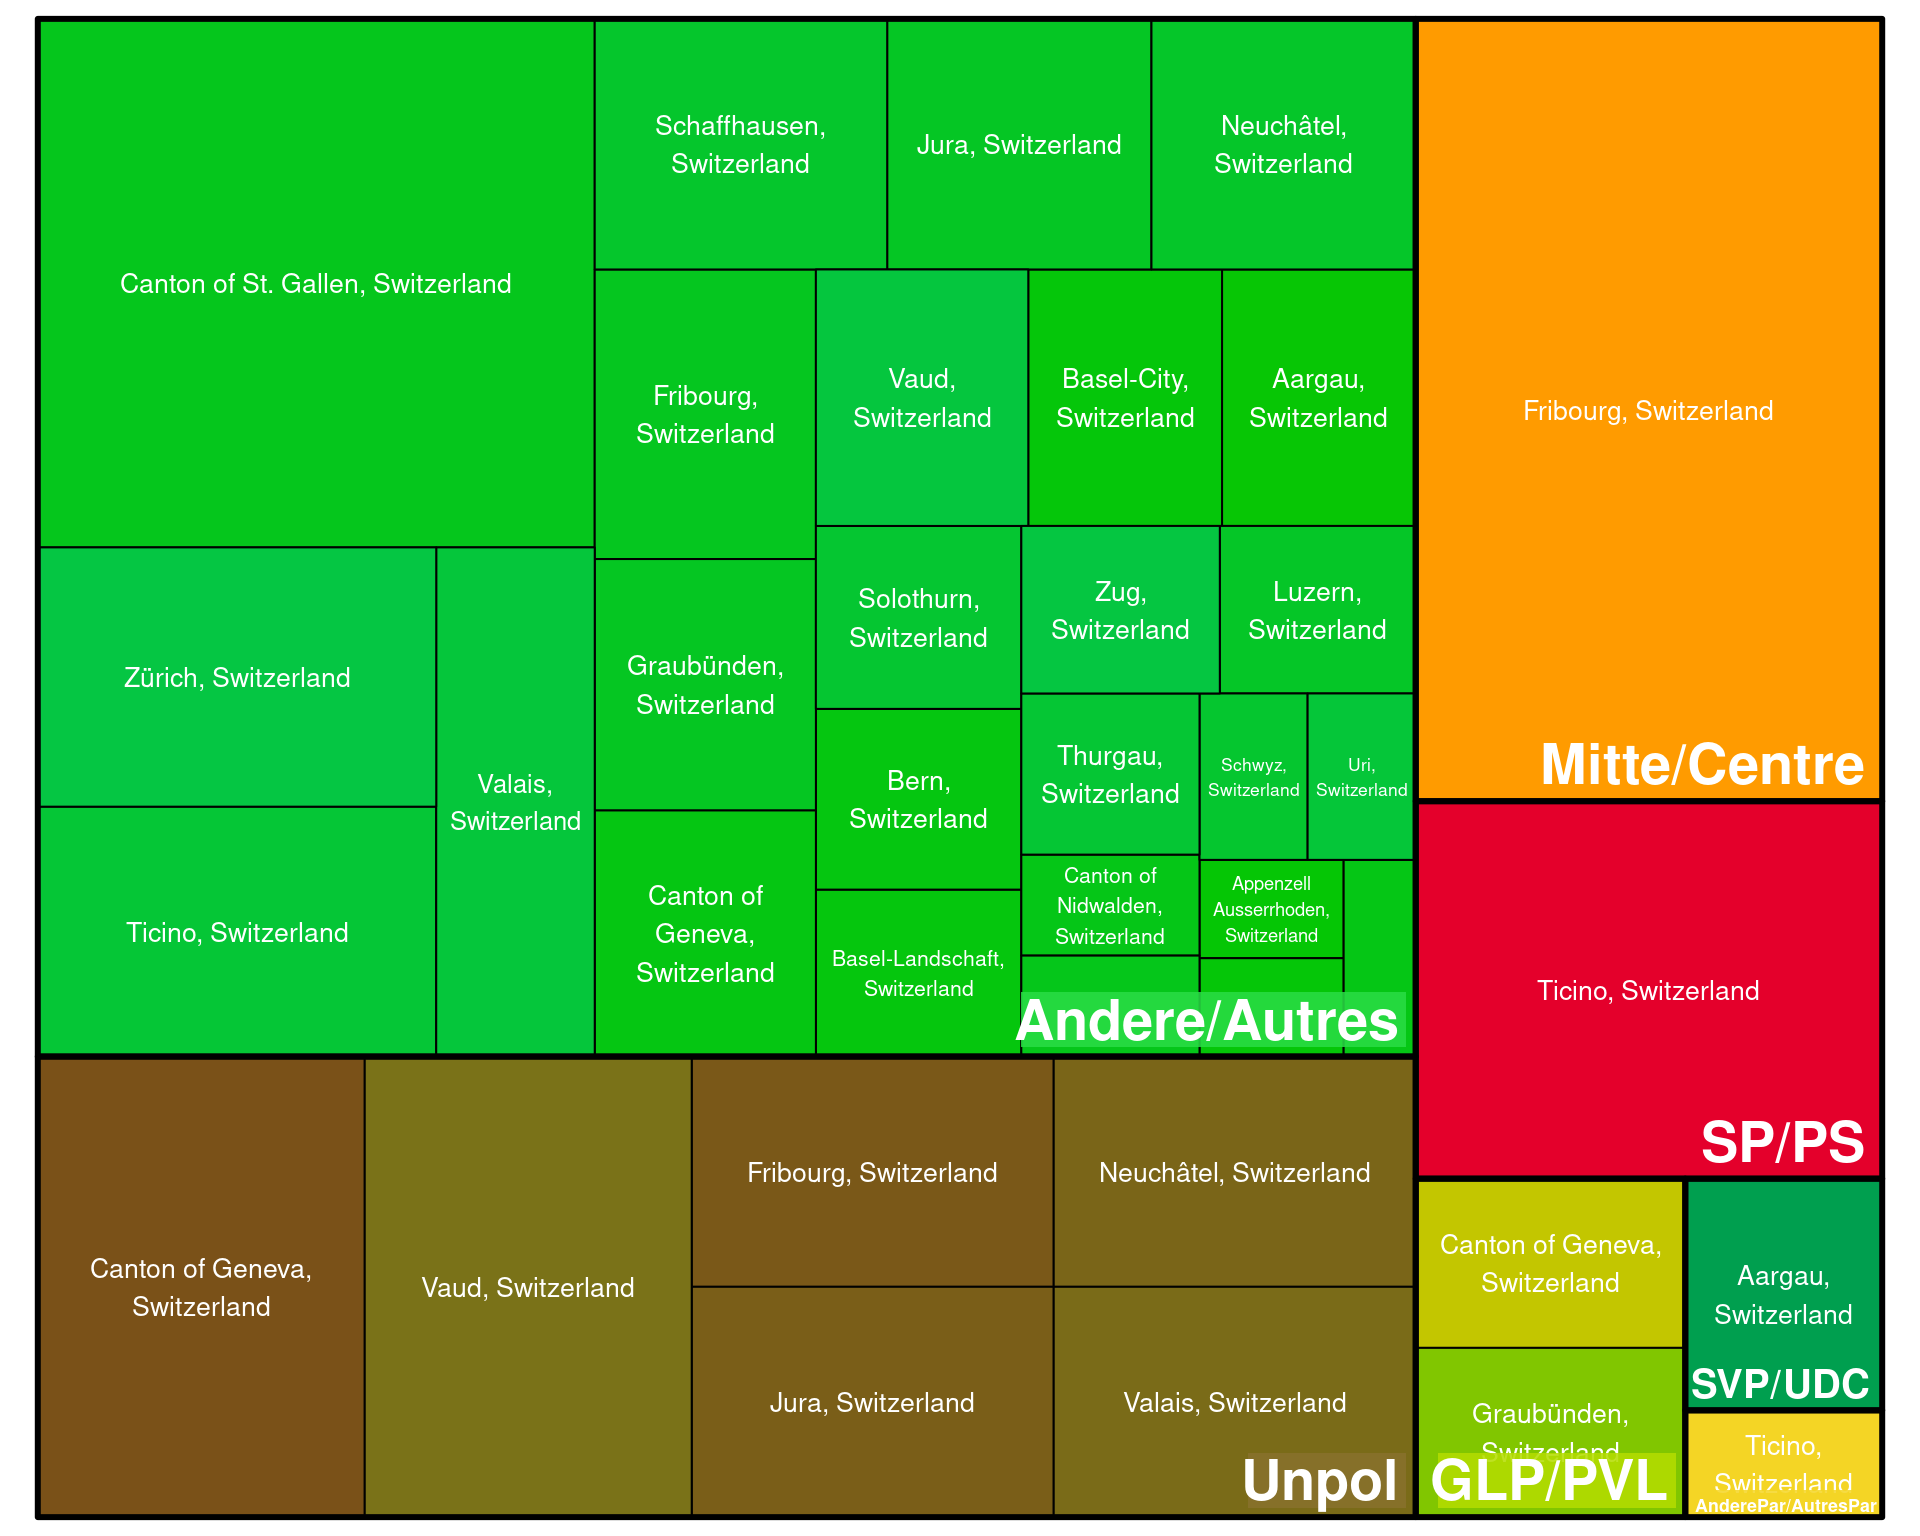 Canton of St. Gallen, Switzerland
Schaffhausen,
Switzerland
Jura, Switzerland
Neuchâtel,
Switzerland
Fribourg,
Switzerland
Vaud,
Switzerland
Basel-City,
Switzerland
Aargau,
Switzerland
Zürich, Switzerland
Valais,
Switzerland
Ticino, Switzerland
Graubünden,
Switzerland
Canton of
Geneva,
Switzerland
Solothurn,
Switzerland
Bern,
Switzerland
Basel-Landschaft,
Switzerland
Zug,
Switzerland
Luzern,
Switzerland
Thurgau,
Switzerland
Schwyz,
Switzerland
Uri,
Switzerland
Canton of
Nidwalden,
Switzerland
Appenzell
Ausserrhoden,
Switzerland
Andere/Autres
Canton of Geneva,
Switzerland
Vaud, Switzerland
Fribourg, Switzerland
Neuchâtel, Switzerland
Jura, Switzerland
Valais, Switzerland
Unpol
Fribourg, Switzerland
Mitte/Centre
Ticino, Switzerland
SP/PS
Canton of Geneva,
Switzerland
Graubünden,
Switzerland
GLP/PVL
Aargau,
Switzerland
SVP/UDC
Ticino,
Switzerland
AnderePar/AutresPar